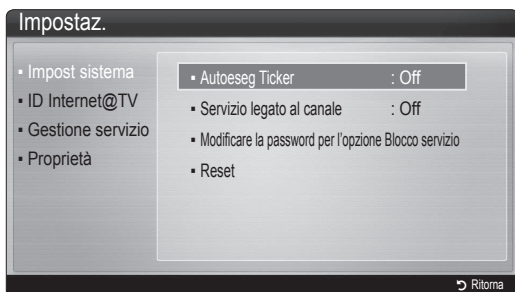 Impostaz.
▪ Impost sistema
▪ ID Internet@TV
▪ Gestione servizio
▪ Proprietà
▪ Autoeseg Ticker : Off
▪ Servizio legato al canale : Off
▪ Modificare la password per l'opzione Blocco servizio
▪ Reset
Ritorna